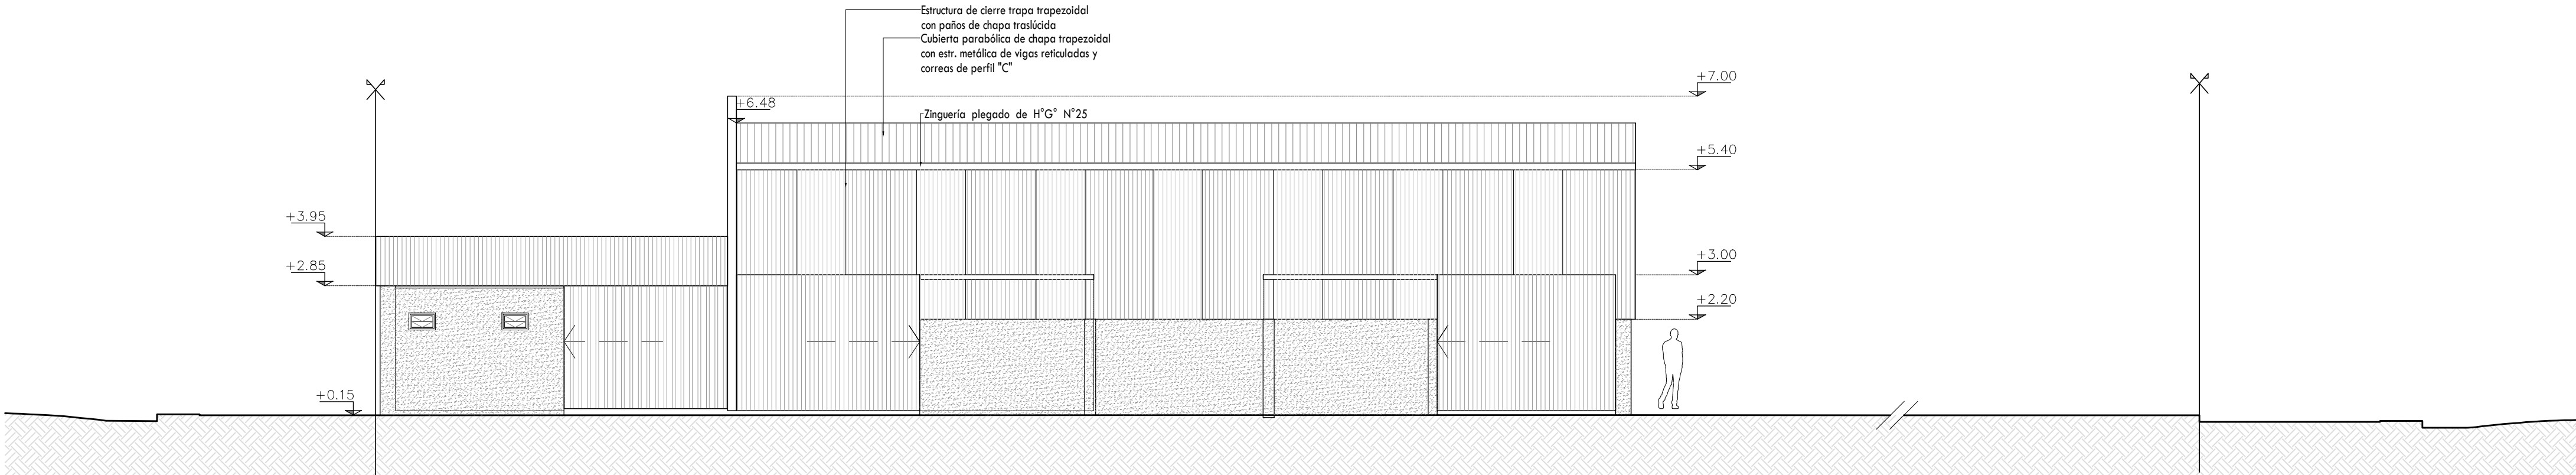 Estructura de cierre trapa trapezoidal
con paños de chapa traslúcida
Cubierta parabólica de chapa trapezoidal
con estr. metálica de vigas reticuladas y
correas de perfil "C"
+7.00
+6.48
Zinguería plegado de H°G° N°25
+5.40
+3.95
+3.00
+2.85
+2.20
+0.15